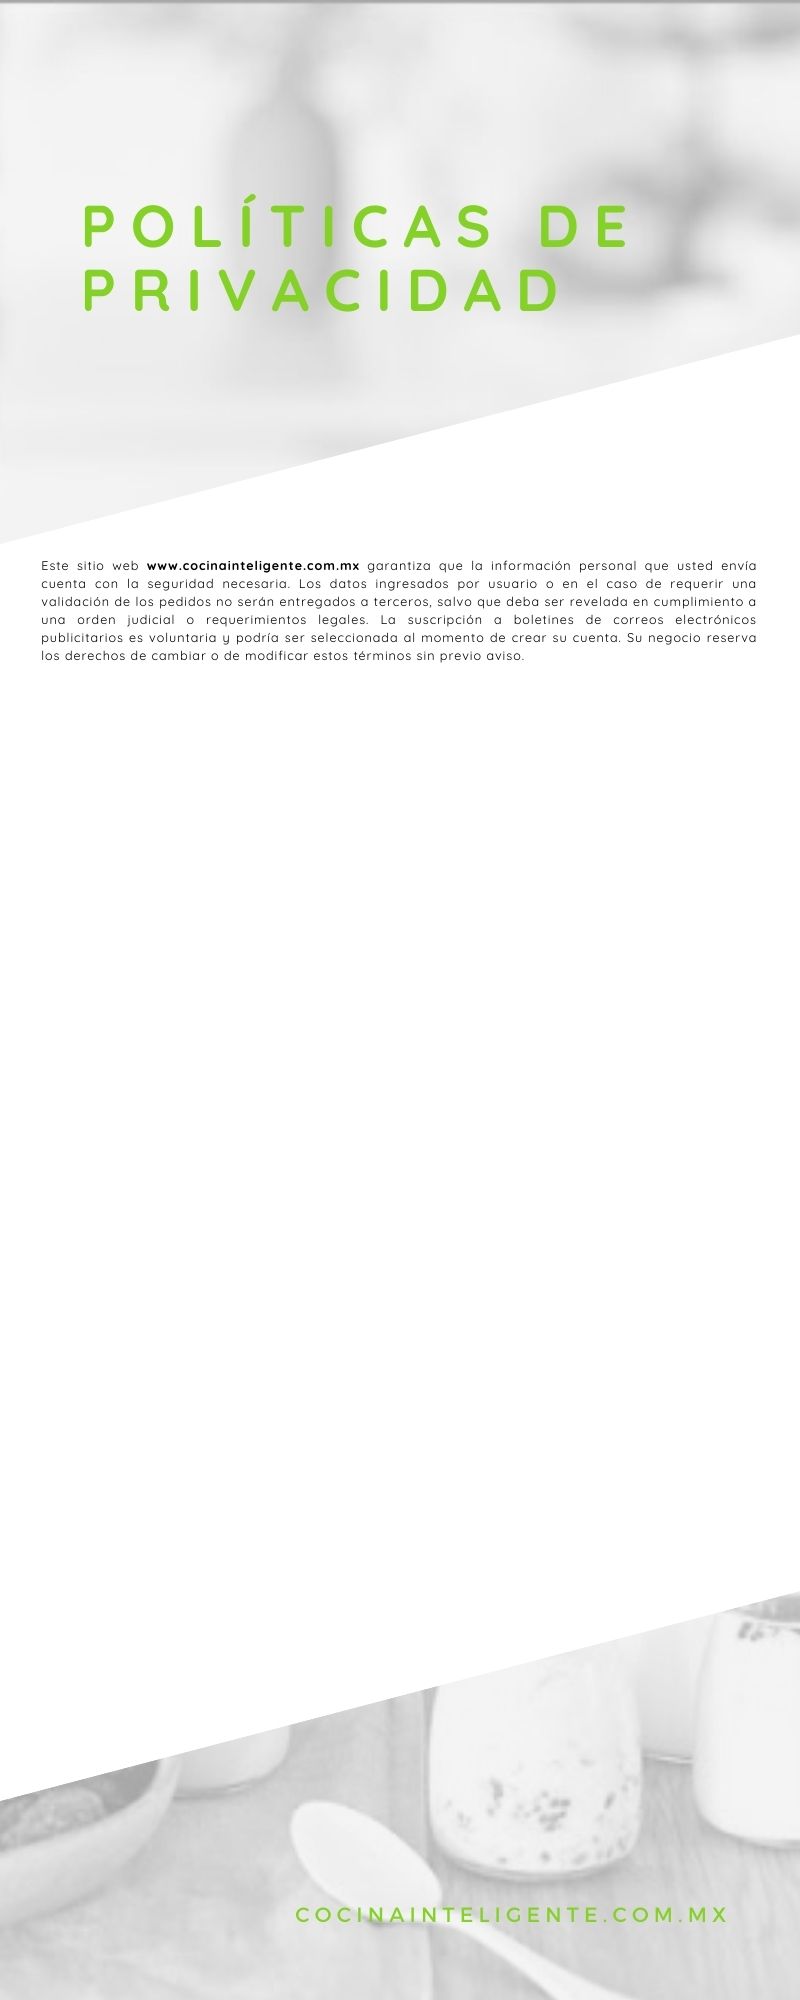 POLÍTICAS DE
PRIVACIDAD
Este sitio web www.cocinainteligente.com.mx garantiza que la información personal que usted envía
cuenta con la seguridad necesaria. Los datos ingresados por usuario o en el caso de requerir una
validación de los pedidos no serán entregados a terceros, salvo que deba ser revelada en cumplimiento a
una orden judicial o requerimientos legales. La suscripción a boletines de correos electrónicos
publicitarios es voluntaria y podría ser seleccionada al momento de crear su cuenta. Su negocio reserva
los derechos de cambiar o de modificar estos términos sin previo aviso.
COCINAINTELIGENTE.COM.MX